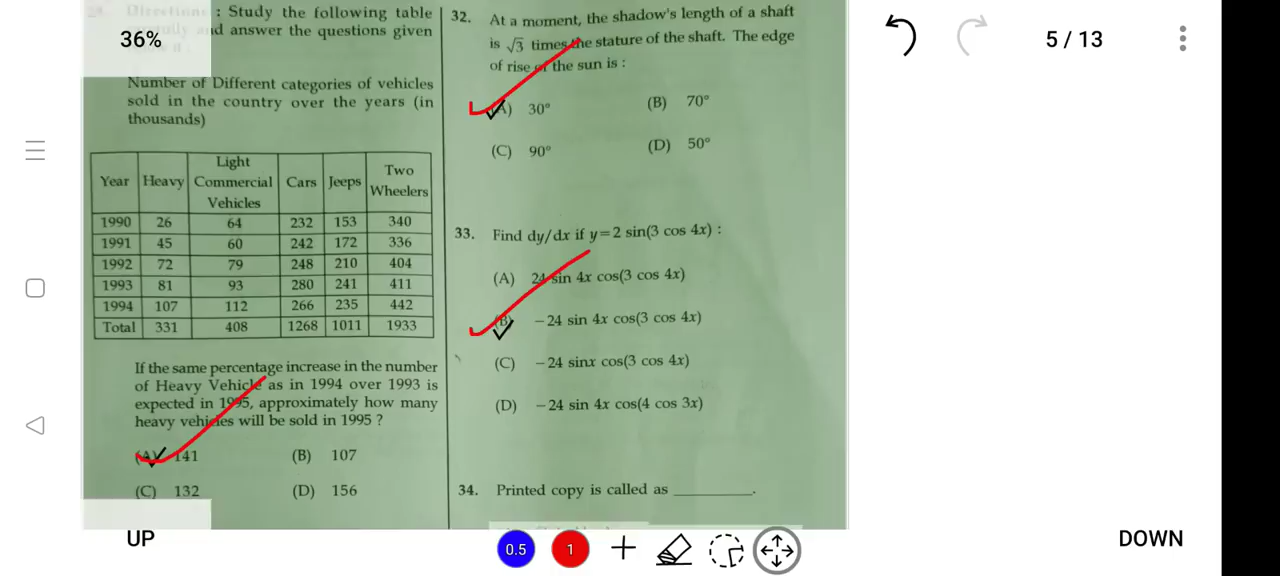 36%
29. Directions : Study the following table
and answer the questions given
Number of Different categories of vehicles
sold in the country over the years (in
thousands)
Year Heavy Light Commercial Vehicles Cars Jeeps Two Wheelers
1990 26 64 232 153 340
1991 45 60 242 172 336
1992 72 79 248 210 404
1993 81 93 280 241 411
1994 107 112 266 235 442
Total 331 408 1268 1011 1933
If the same percentage increase in the number
of Heavy Vehicle as in 1994 over 1993 is
expected in 1995, approximately how many
heavy vehicles will be sold in 1995 ?
(A) 141 (B) 107
(C) 132 (D) 156
UP
32. At a moment, the shadow's length of a shaft
is √3 times the stature of the shaft. The edge
of rise of the sun is :
(A) 30° (B) 70°
(C) 90° (D) 50°
33. Find dy/dx if y=2 sin(3 cos 4x) :
(A) 24 sin 4x cos(3 cos 4x)
(B) −24 sin 4x cos(3 cos 4x)
(C) −24 sinx cos(3 cos 4x)
(D) −24 sin 4x cos(4 cos 3x)
34. Printed copy is called as ________.
0.5
1
5 / 13
DOWN